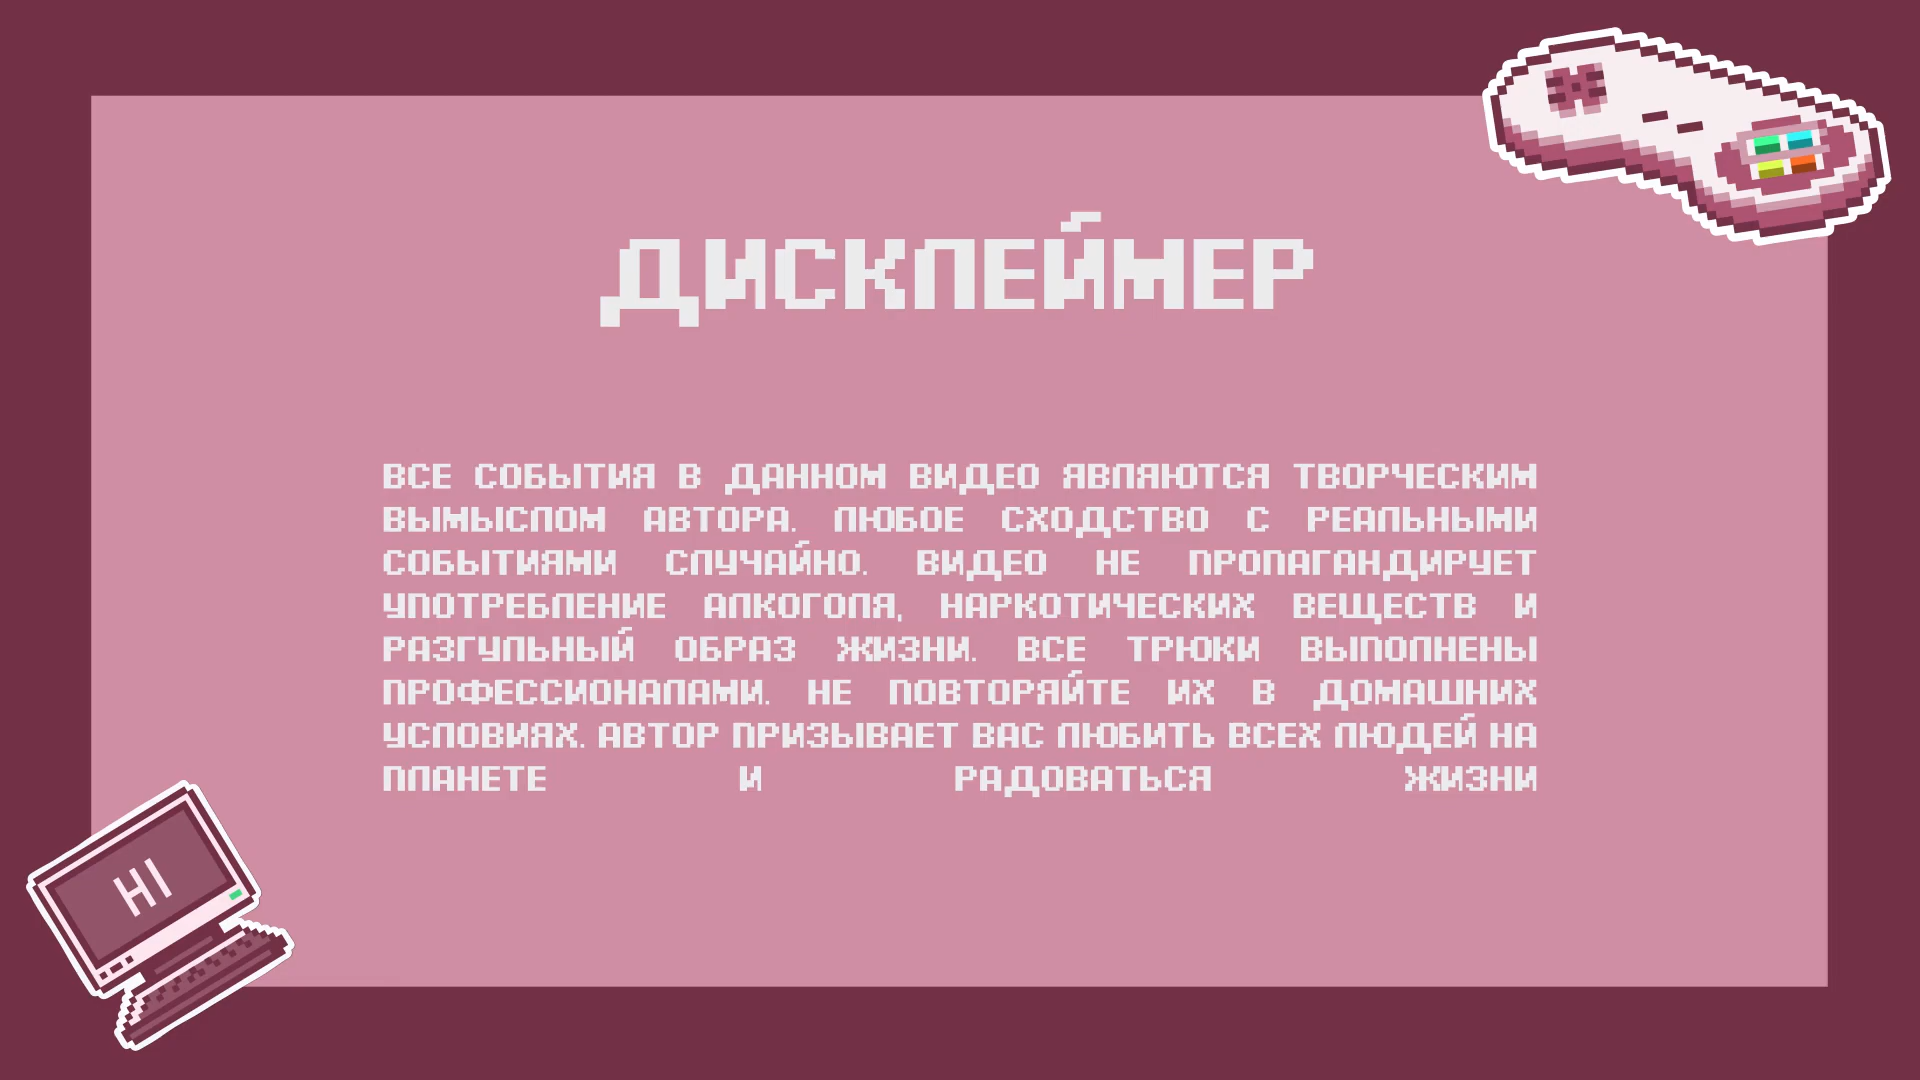 ДИСКЛЕЙМЕР
ВСЕ СОБЫТИЯ В ДАННОМ ВИДЕО ЯВЛЯЮТСЯ ТВОРЧЕСКИМ
ВЫМЫСЛОМ АВТОРА. ЛЮБОЕ СХОДСТВО С РЕАЛЬНЫМИ
СОБЫТИЯМИ СЛУЧАЙНО. ВИДЕО НЕ ПРОПАГАНДИРУЕТ
УПОТРЕБЛЕНИЕ АЛКОГОЛЯ, НАРКОТИЧЕСКИХ ВЕЩЕСТВ И
РАЗГУЛЬНЫЙ ОБРАЗ ЖИЗНИ. ВСЕ ТРЮКИ ВЫПОЛНЕНЫ
ПРОФЕССИОНАЛАМИ. НЕ ПОВТОРЯЙТЕ ИХ В ДОМАШНИХ
УСЛОВИЯХ. АВТОР ПРИЗЫВАЕТ ВАС ЛЮБИТЬ ВСЕХ ЛЮДЕЙ НА
ПЛАНЕТЕ И РАДОВАТЬСЯ ЖИЗНИ
HI